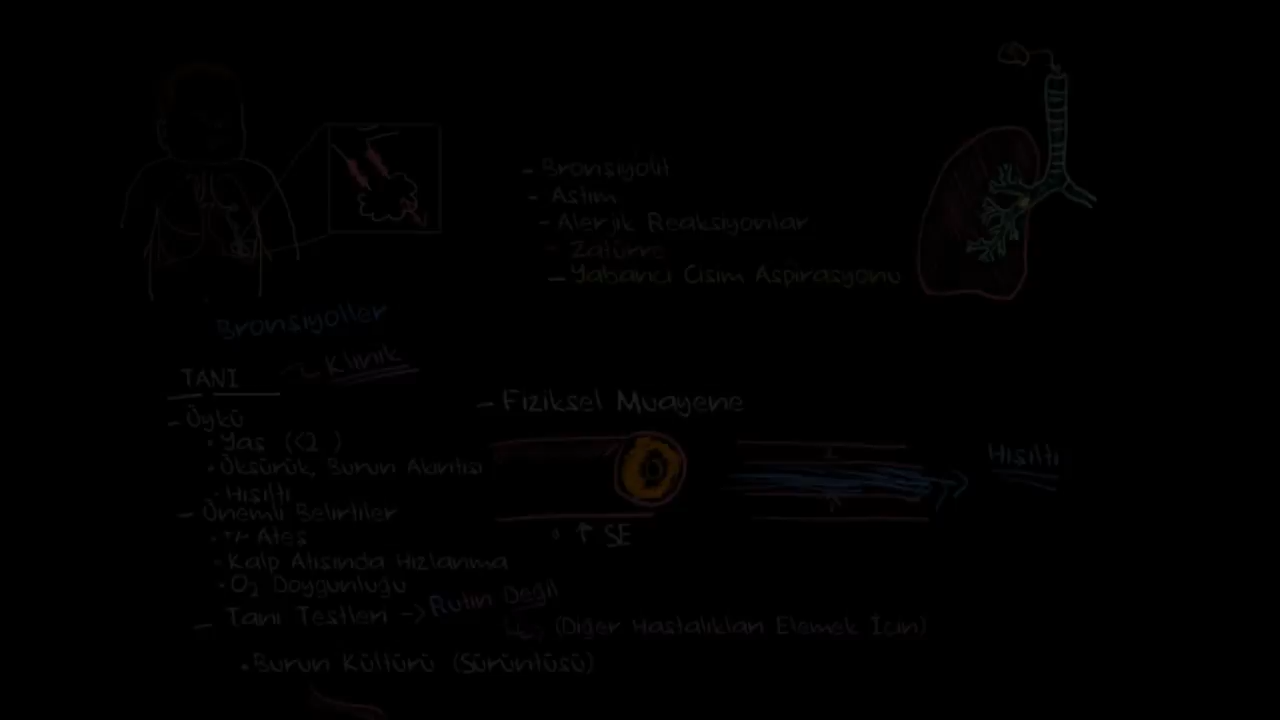 - Bronşiyolit
- Astım
- Alerjik Reaksiyonlar
- Zatürre
- Yabancı Cisim Aspirasyonu
Bronşiyoller
Klinik
TANI
- Öykü
• Yaş (<2 )
• Öksürük, Burun Akıntısı
• Hışıltı
- Önemli Belirtiler
• +/- Ateş
• Kalp Atışında Hızlanma
• O₂ Doygunluğu
- Tanı Testleri -> Rutin Değil
(Diğer Hastalıkları Elemek İçin)
• Burun Kültürü (Sürüntüsü)
- Fiziksel Muayene
↑ SE
Hışıltı